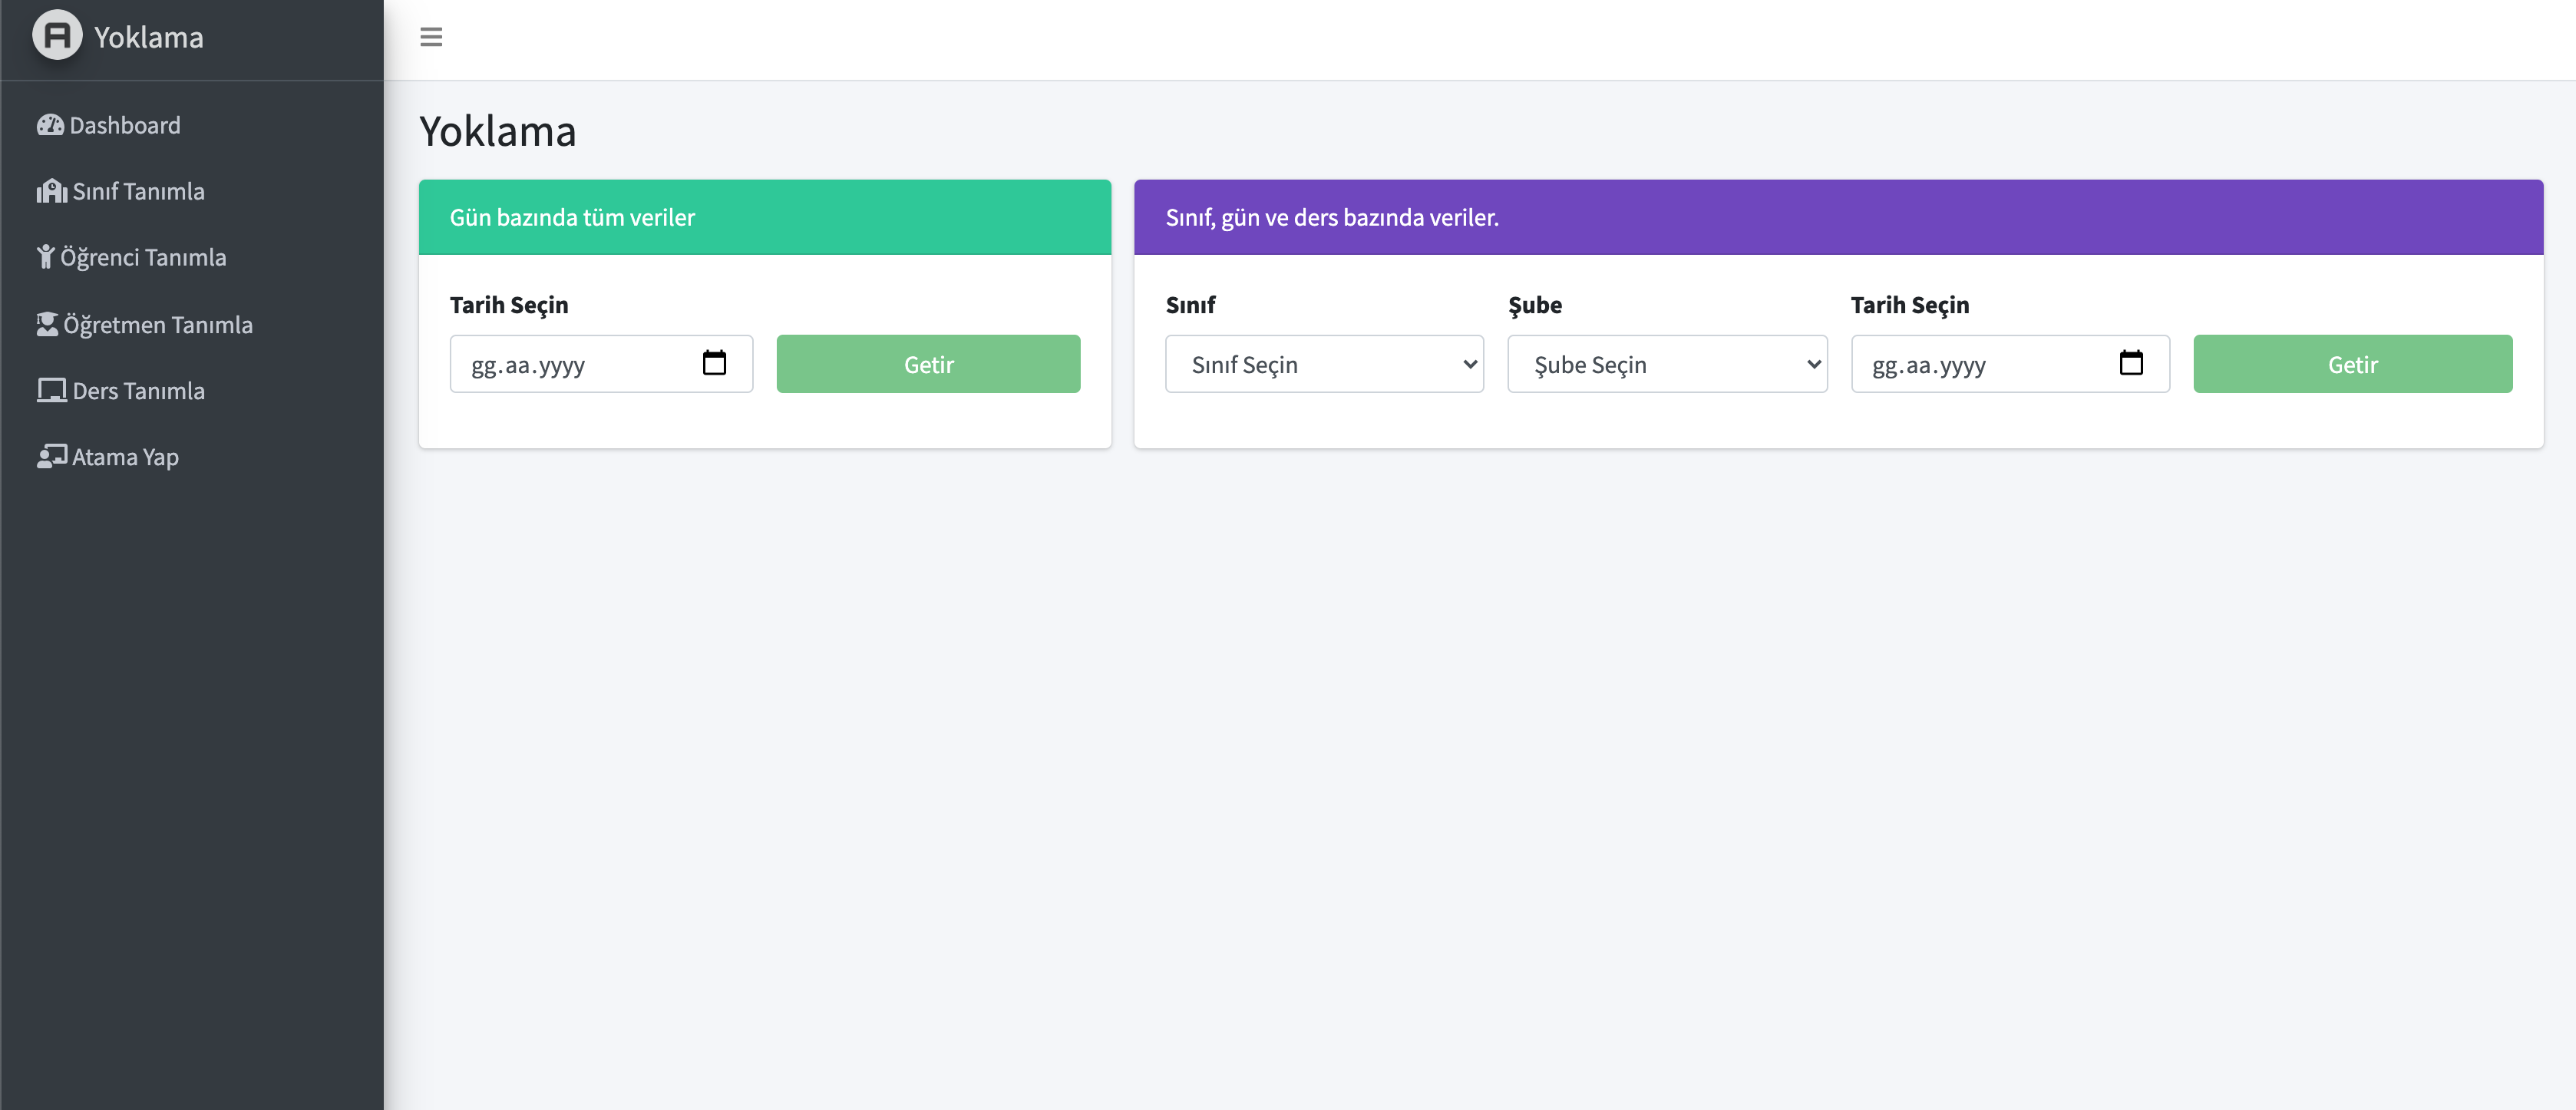 Yoklama
Dashboard
Sınıf Tanımla
Öğrenci Tanımla
Öğretmen Tanımla
Ders Tanımla
Atama Yap
Yoklama
Gün bazında tüm veriler
Tarih Seçin
gg.aa.yyyy
Getir
Sınıf, gün ve ders bazında veriler.
Sınıf
Şube
Tarih Seçin
Sınıf Seçin
Şube Seçin
gg.aa.yyyy
Getir